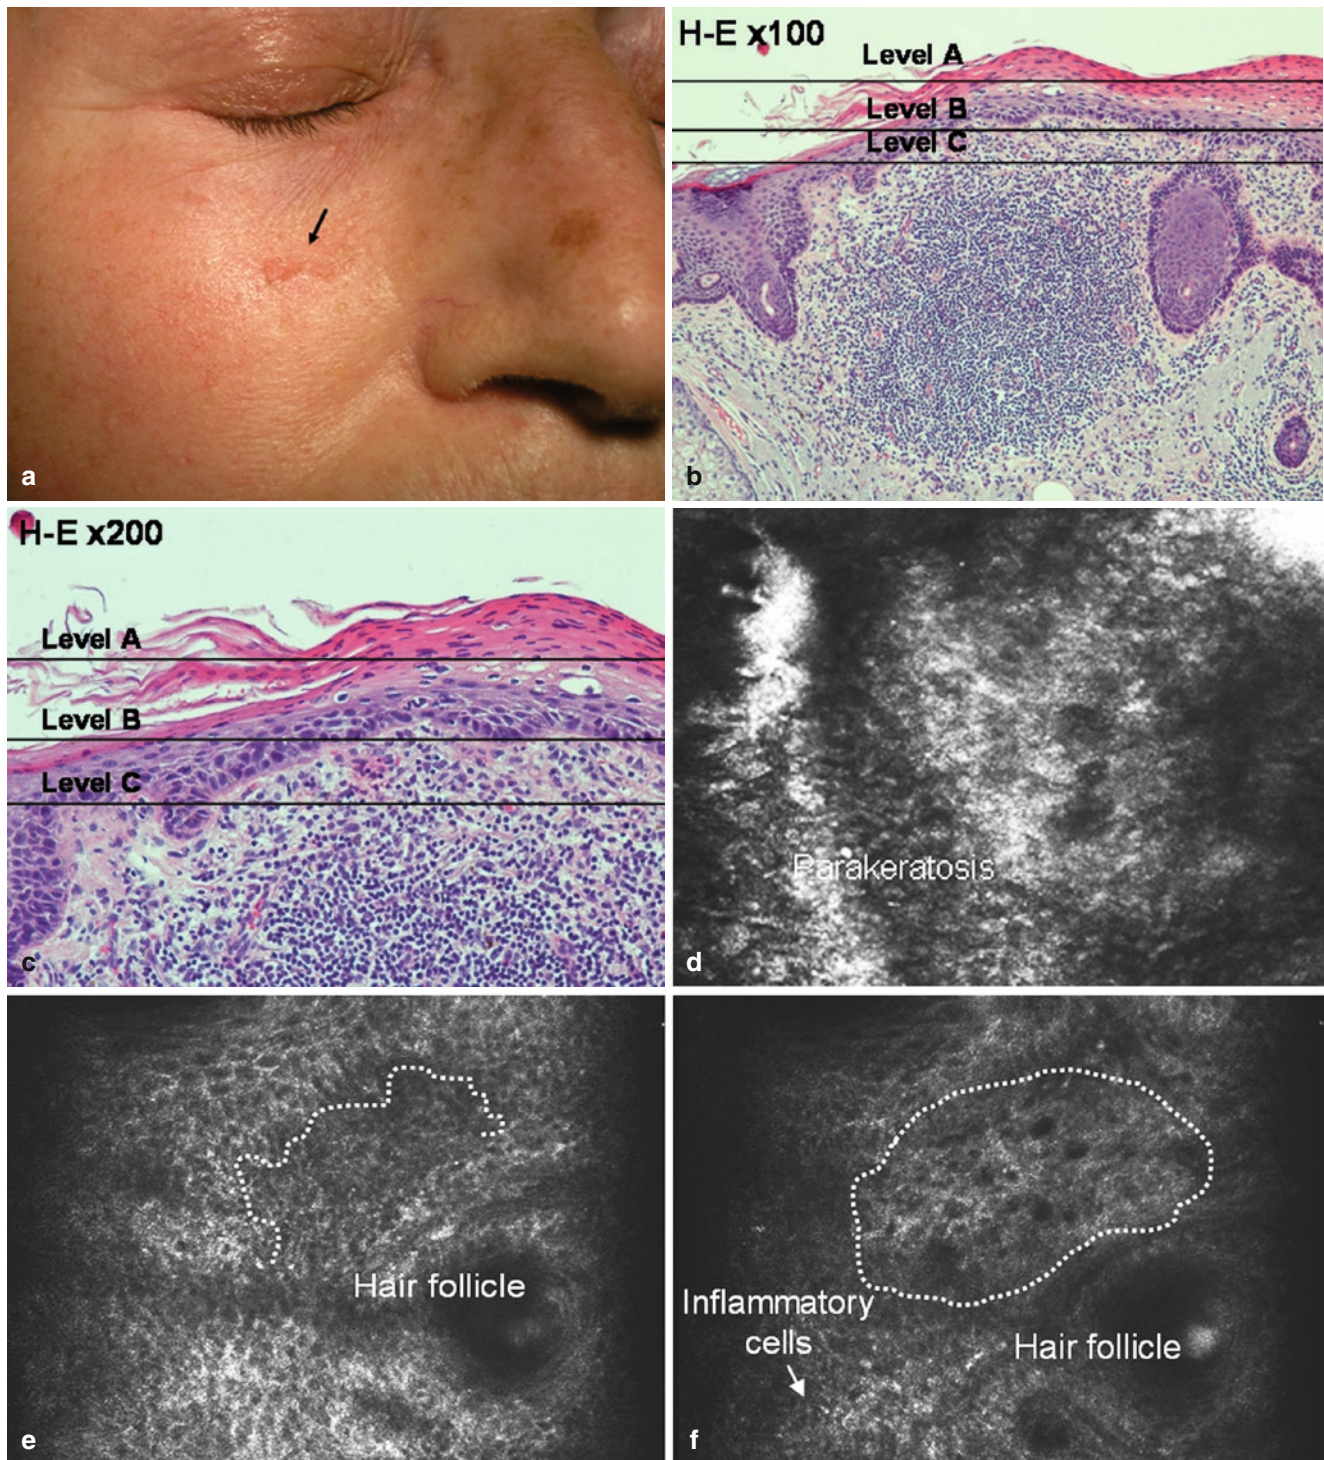 a
H-E x100
Level A
Level B
Level C
b
H-E x200
Level A
Level B
Level C
c
Parakeratosis
d
Hair follicle
e
Inflammatory
cells
Hair follicle
f